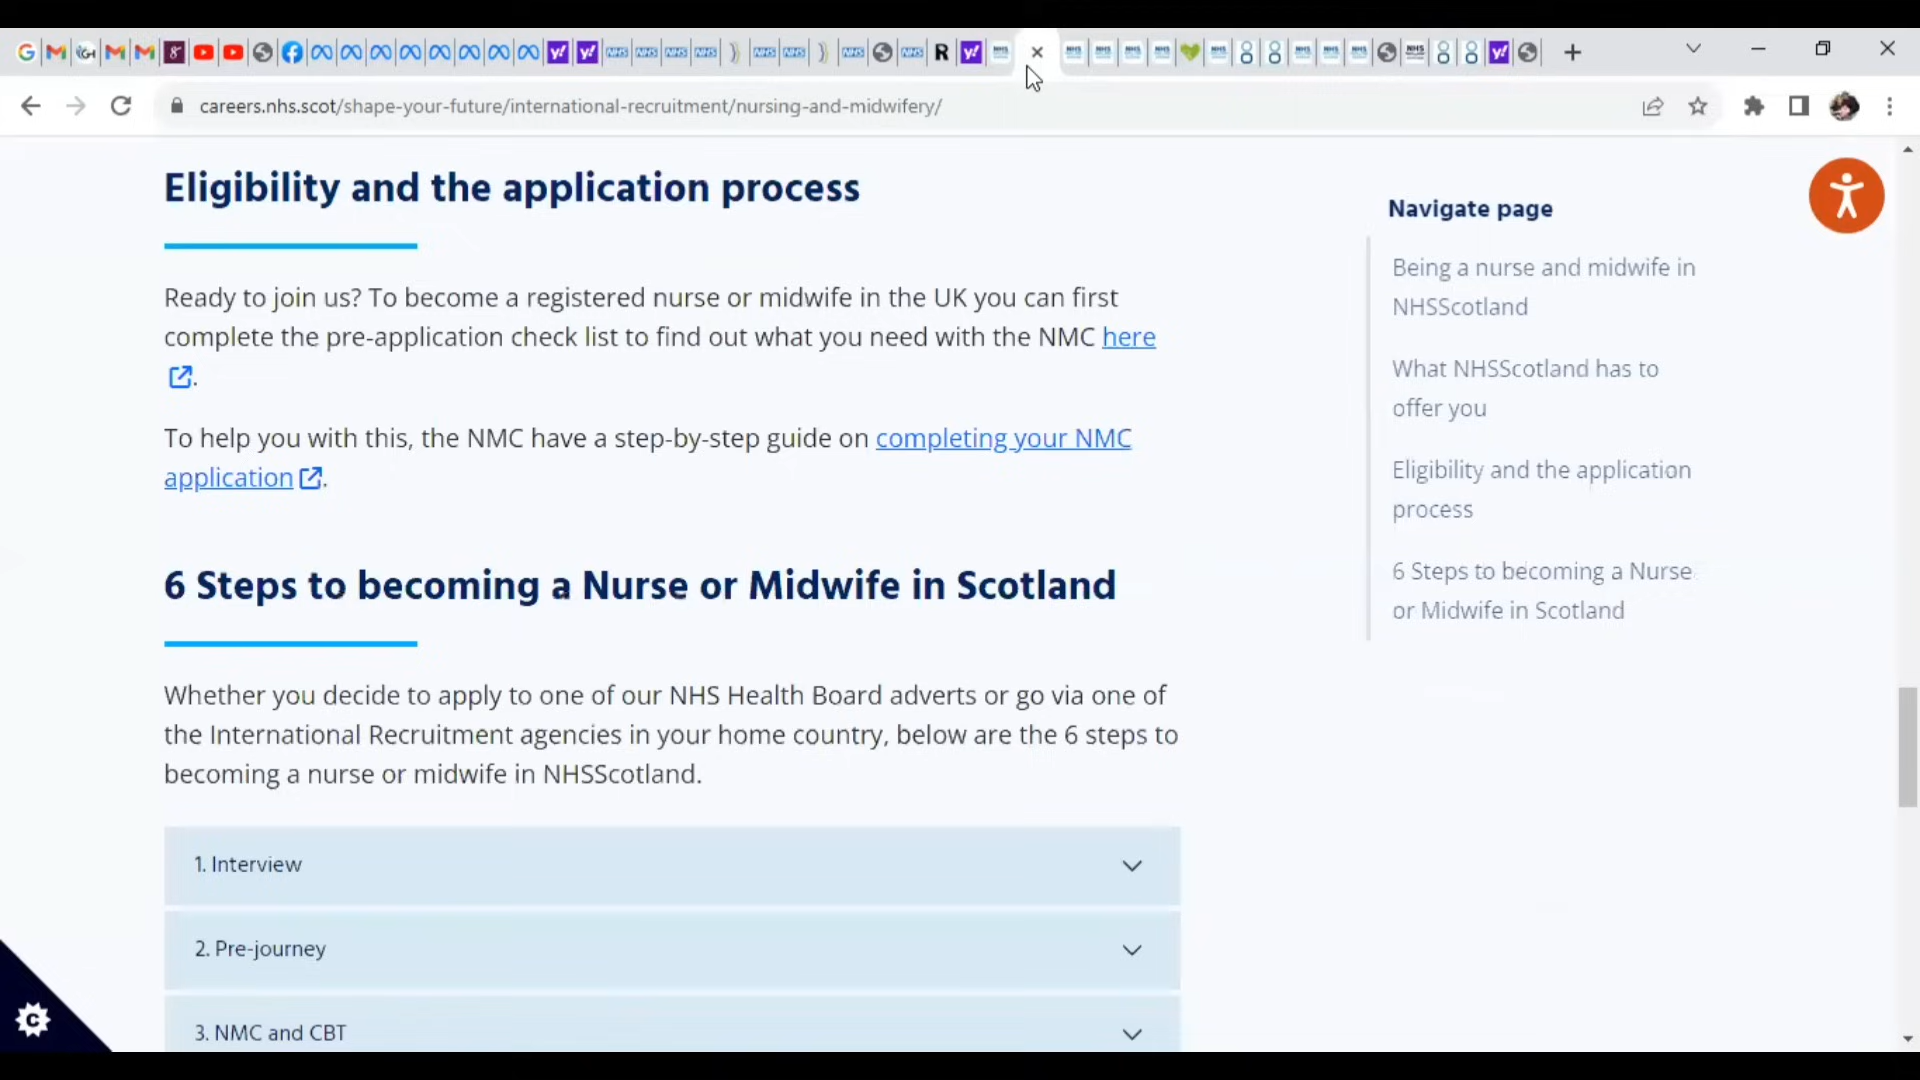 careers.nhs.scot/shape-your-future/international-recruitment/nursing-and-midwifery/
Eligibility and the application process
Ready to join us? To become a registered nurse or midwife in the UK you can first
complete the pre-application check list to find out what you need with the NMC here
.
To help you with this, the NMC have a step-by-step guide on completing your NMC
application.
6 Steps to becoming a Nurse or Midwife in Scotland
Whether you decide to apply to one of our NHS Health Board adverts or go via one of
the International Recruitment agencies in your home country, below are the 6 steps to
becoming a nurse or midwife in NHSScotland.
1. Interview
2. Pre-journey
3. NMC and CBT
Navigate page
Being a nurse and midwife in
NHSScotland
What NHSScotland has to
offer you
Eligibility and the application
process
6 Steps to becoming a Nurse
or Midwife in Scotland